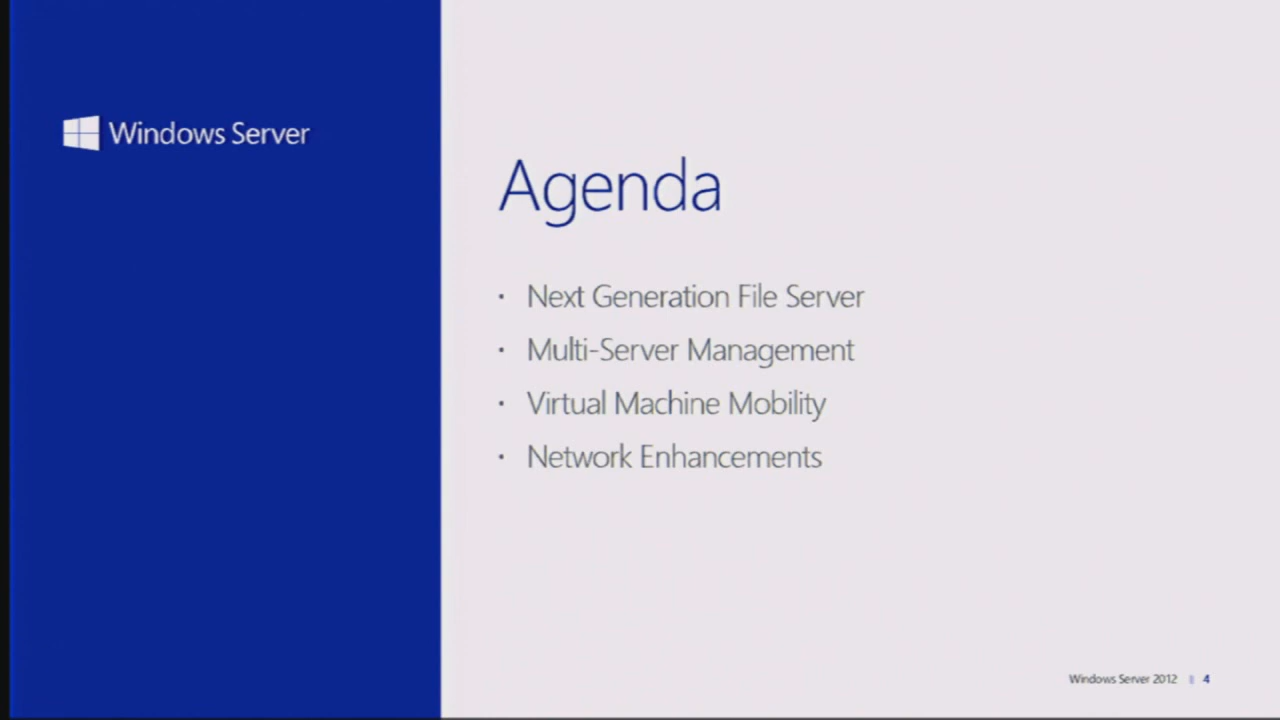 Windows Server
Agenda
· Next Generation File Server
· Multi-Server Management
· Virtual Machine Mobility
· Network Enhancements
Windows Server 2012 || 4